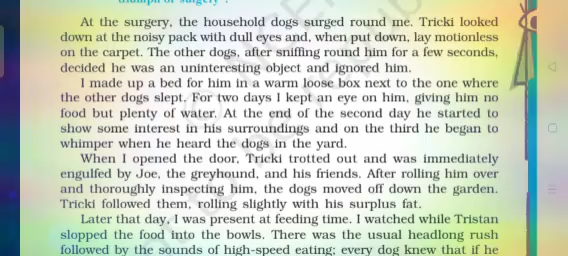 triumph of surgery".
At the surgery, the household dogs surged round me. Tricki looked
down at the noisy pack with dull eyes and, when put down, lay motionless
on the carpet. The other dogs, after sniffing round him for a few seconds,
decided he was an uninteresting object and ignored him.
I made up a bed for him in a warm loose box next to the one where
the other dogs slept. For two days I kept an eye on him, giving him no
food but plenty of water. At the end of the second day he started to
show some interest in his surroundings and on the third he began to
whimper when he heard the dogs in the yard.
When I opened the door, Tricki trotted out and was immediately
engulfed by Joe, the greyhound, and his friends. After rolling him over
and thoroughly inspecting him, the dogs moved off down the garden.
Tricki followed them, rolling slightly with his surplus fat.
Later that day, I was present at feeding time. I watched while Tristan
slopped the food into the bowls. There was the usual headlong rush
followed by the sounds of high-speed eating; every dog knew that if he